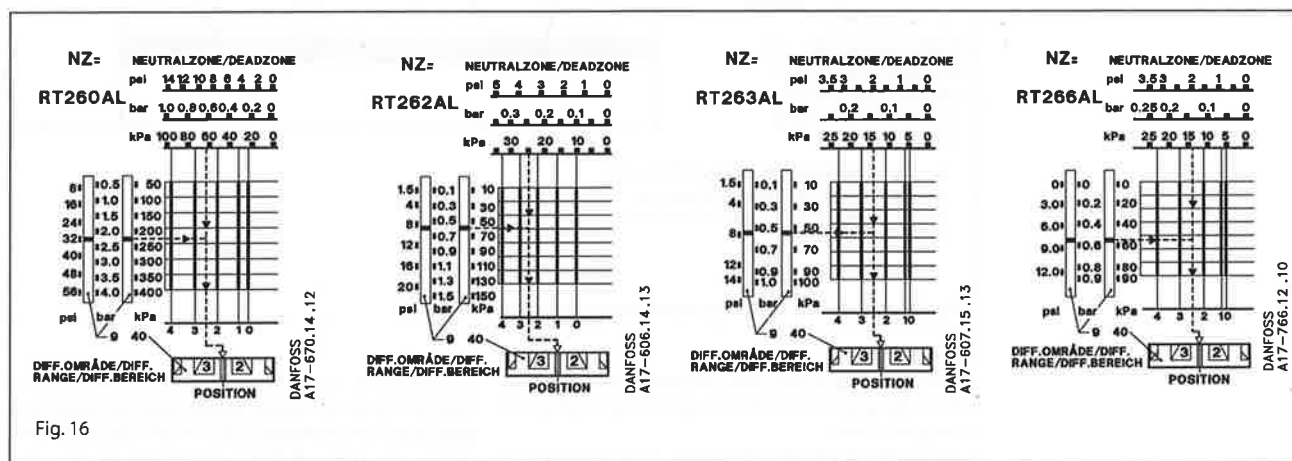 NZ= NEUTRALZONE/DEADZONE
psi 14 12 10 8 6 4 2 0
RT260AL
bar 1.0 0.8 0.6 0.4 0.2 0
kPa 100 80 60 40 20 0
8 0.5 50
16 1.0 100
1.5 150
24 2.0 200
32 2.5 250
40 3.0 300
48 3.5 350
56 4.0 400
psi bar kPa
4 3 2 1 0
9 40
DIFF.OMRÅDE/DIFF.
RANGE/DIFF.BEREICH
3 2
POSITION
DANFOSS
A17-670.14.12
NZ= NEUTRALZONE/DEADZONE
psi 5 4 3 2 1 0
RT262AL
bar 0.3 0.2 0.1 0
kPa 30 20 10 0
1.5 0.1 10
4 0.3 30
8 0.5 50
0.7 70
12 0.9 90
16 1.1 110
1.3 130
20 1.5 150
psi bar kPa
4 3 2 1 0
9 40
DIFF.OMRÅDE/DIFF.
RANGE/DIFF.BEREICH
3 2
POSITION
DANFOSS
A17-606.14.13
NZ= NEUTRALZONE/DEADZONE
psi 3.5 3 2 1 0
RT263AL
bar 0.2 0.1 0
kPa 25 20 15 10 5 0
1.5 0.1 10
4 0.3 30
8 0.5 50
0.7 70
12 0.9 90
14 1.0 100
psi bar kPa
4 3 2 1 0
9 40
DIFF.OMRÅDE/DIFF.
RANGE/DIFF.BEREICH
3 2
POSITION
DANFOSS
A17-607.15.13
NZ= NEUTRALZONE/DEADZONE
psi 3.5 3 2 1 0
RT266AL
bar 0.25 0.2 0.1 0
kPa 25 20 15 10 5 0
0 0 0
3.0 0.2 20
6.0 0.4 40
9.0 0.6 60
12.0 0.8 80
0.9 90
psi bar kPa
4 3 2 1 0
9 40
DIFF.OMRÅDE/DIFF.
RANGE/DIFF.BEREICH
3 2
POSITION
DANFOSS
A17-766.12.10
Fig. 16